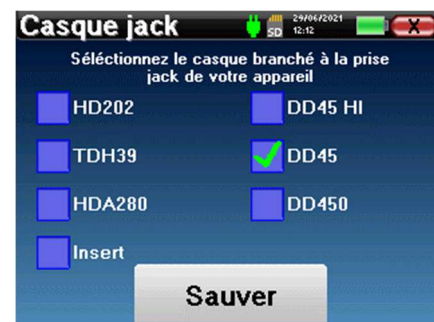 Casque jack
SD
29/06/2021
12:12
X
Séléctionnez le casque branché à la prise
jack de votre appareil
HD202
DD45 HI
TDH39
DD45
HDA280
DD450
Insert
Sauver